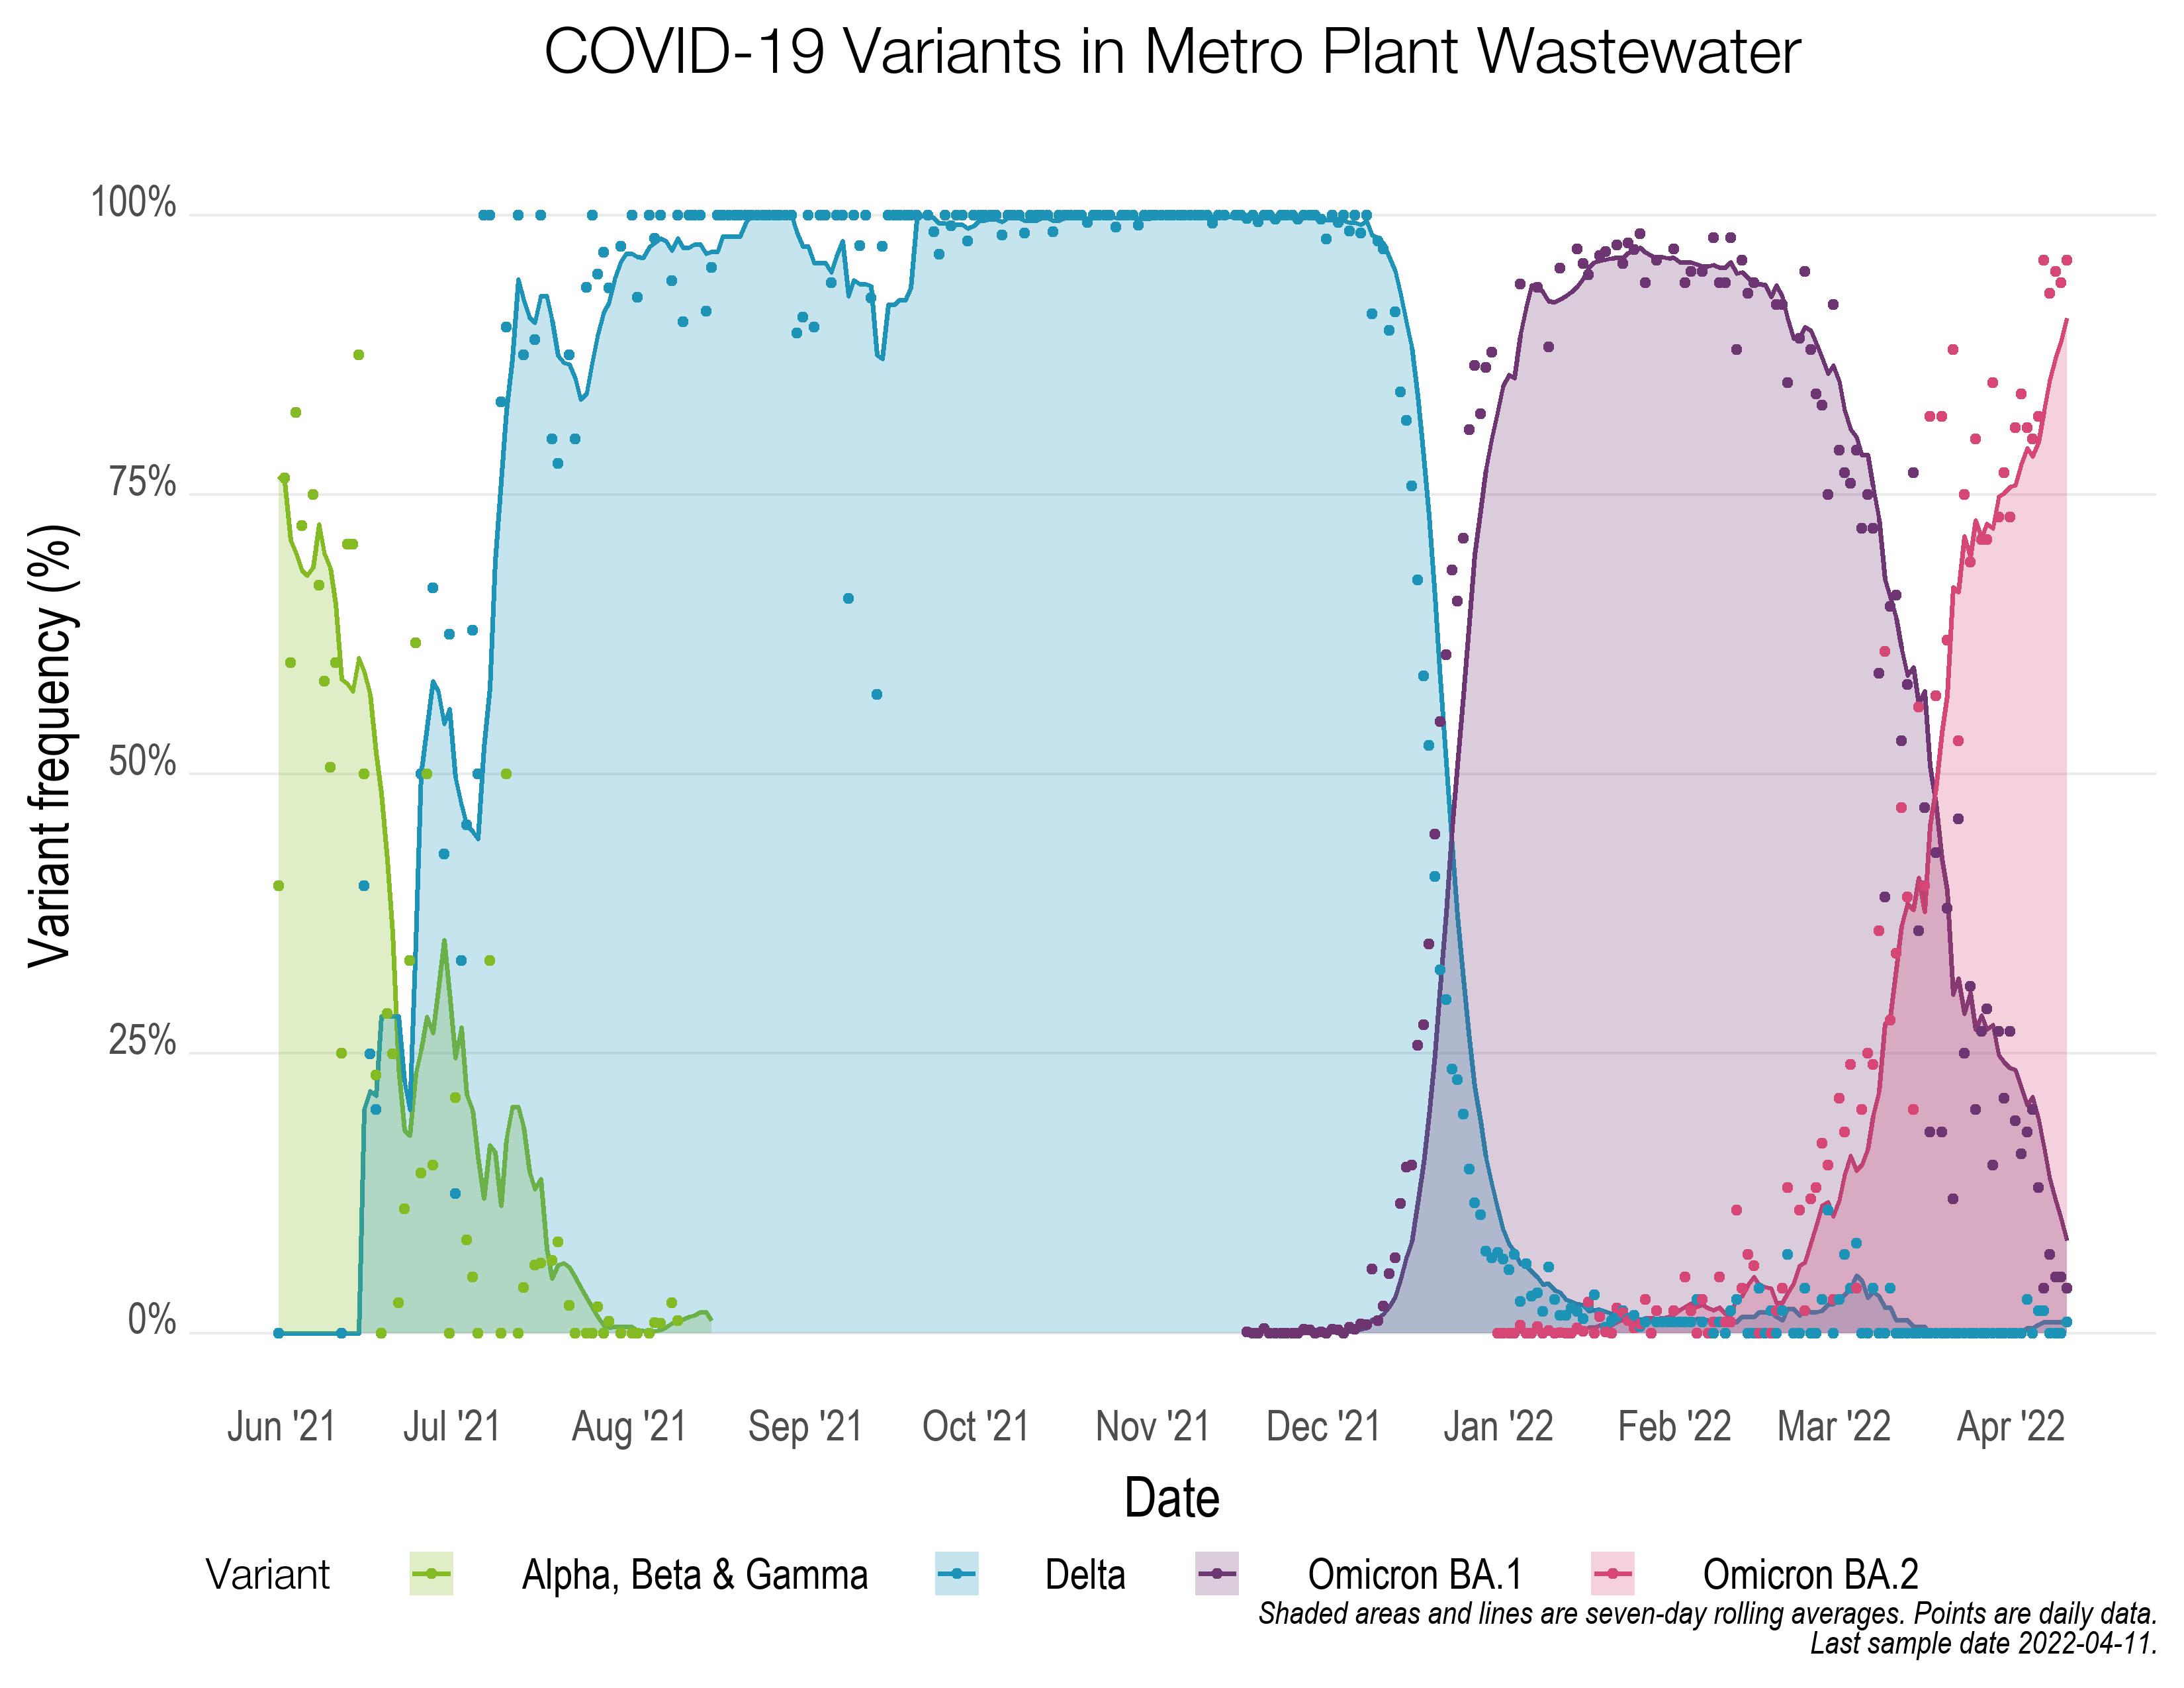 COVID-19 Variants in Metro Plant Wastewater
100%
75%
50%
25%
0%
Variant frequency (%)
Jun '21 Jul '21 Aug '21 Sep '21 Oct '21 Nov '21 Dec '21 Jan '22 Feb '22 Mar '22 Apr '22
Date
Variant Alpha, Beta & Gamma Delta Omicron BA.1 Omicron BA.2
Shaded areas and lines are seven-day rolling averages. Points are daily data.
Last sample date 2022-04-11.